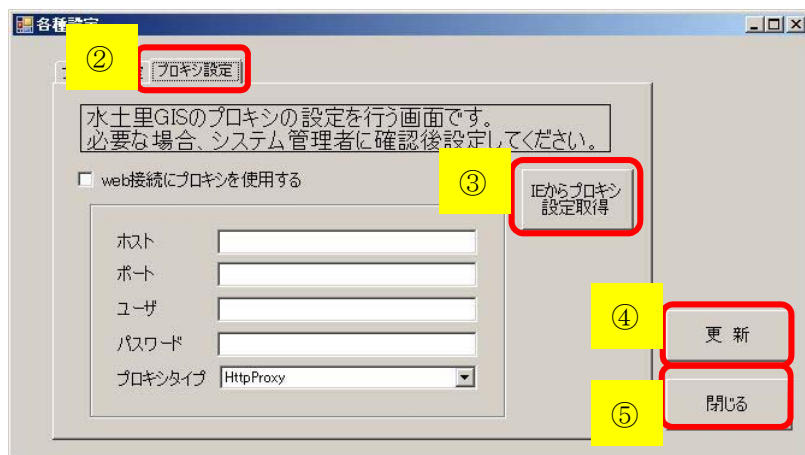 各種設定
②
プロキシ設定
水土里GISのプロキシの設定を行う画面です。
必要な場合、システム管理者に確認後設定してください。
web接続にプロキシを使用する
③
IEからプロキシ
設定取得
ホスト
ポート
ユーザ
パスワード
プロキシタイプ HttpProxy
④
更 新
⑤
閉じる